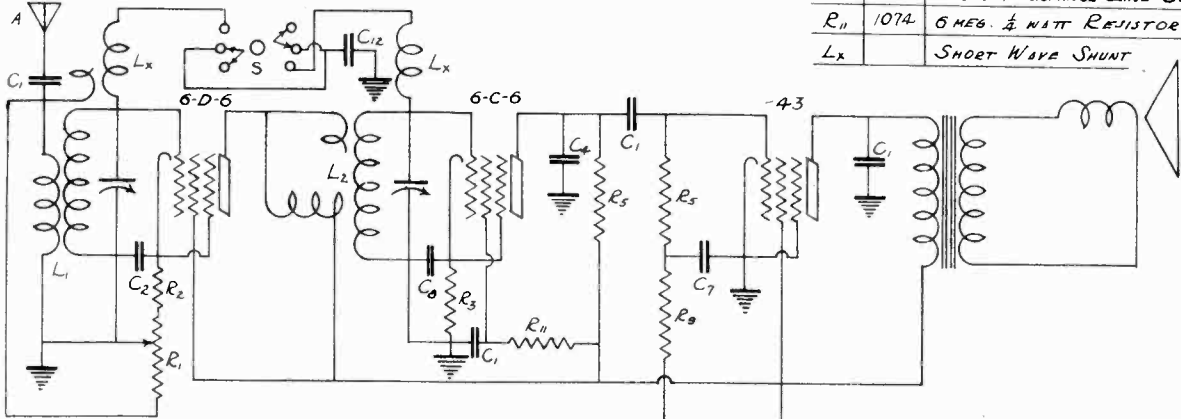 R11 1074 6 MEG. 1/4 WATT RESISTOR
Lx SHORT WAVE SHUNT
A
C1
Lx
S
C12
Lx
6-D-6
6-C-6
-43
L1
C2
R2
R1
L2
C8
R3
C1
R11
C4
R5
C1
R5
C7
R9
C1